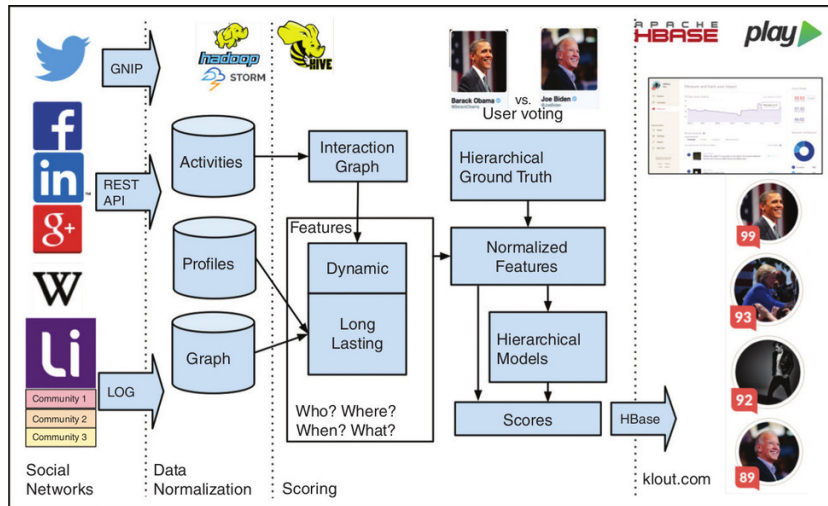 GNIP
hadoop
STORM
HIVE
Barack Obama
vs.
Joe Biden
User voting
APACHE
HBASE
play
f
in
g+
W
Li
REST
API
LOG
Community 1
Community 2
Community 3
Activities
Profiles
Graph
Interaction
Graph
Features
Dynamic
Long
Lasting
Who? Where?
When? What?
Hierarchical
Ground Truth
Normalized
Features
Hierarchical
Models
Scores
HBase
99
93
92
89
Social
Networks
Data
Normalization
Scoring
klout.com